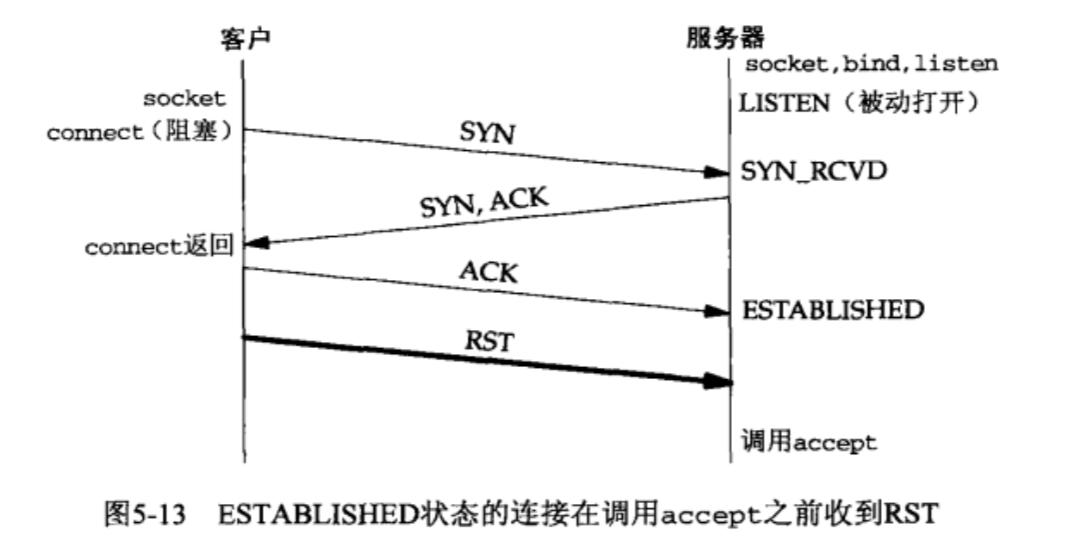 客户
服务器
socket,bind,listen
socket
LISTEN（被动打开）
connect（阻塞）
SYN
SYN_RCVD
SYN, ACK
connect返回
ACK
ESTABLISHED
RST
调用accept
图5-13 ESTABLISHED状态的连接在调用accept之前收到RST